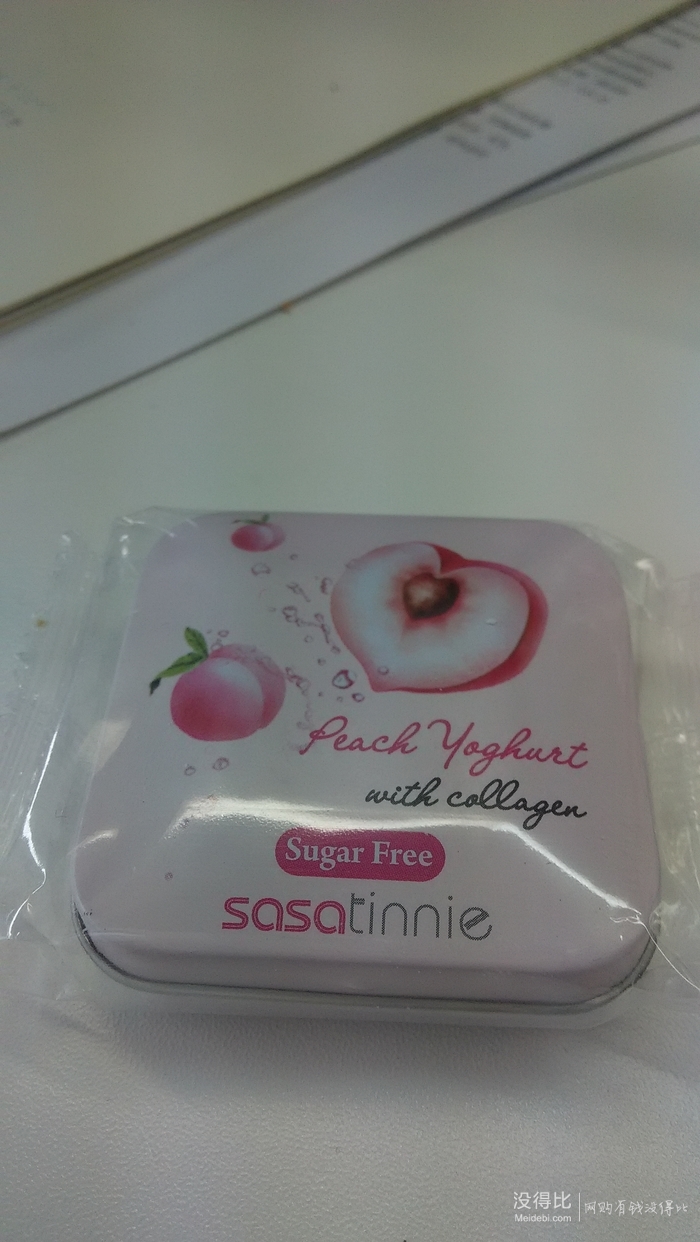 Peach Yoghurt
with collagen
Sugar Free
sasatinnie
没得比
Meidebi.com
网购有钱没得比